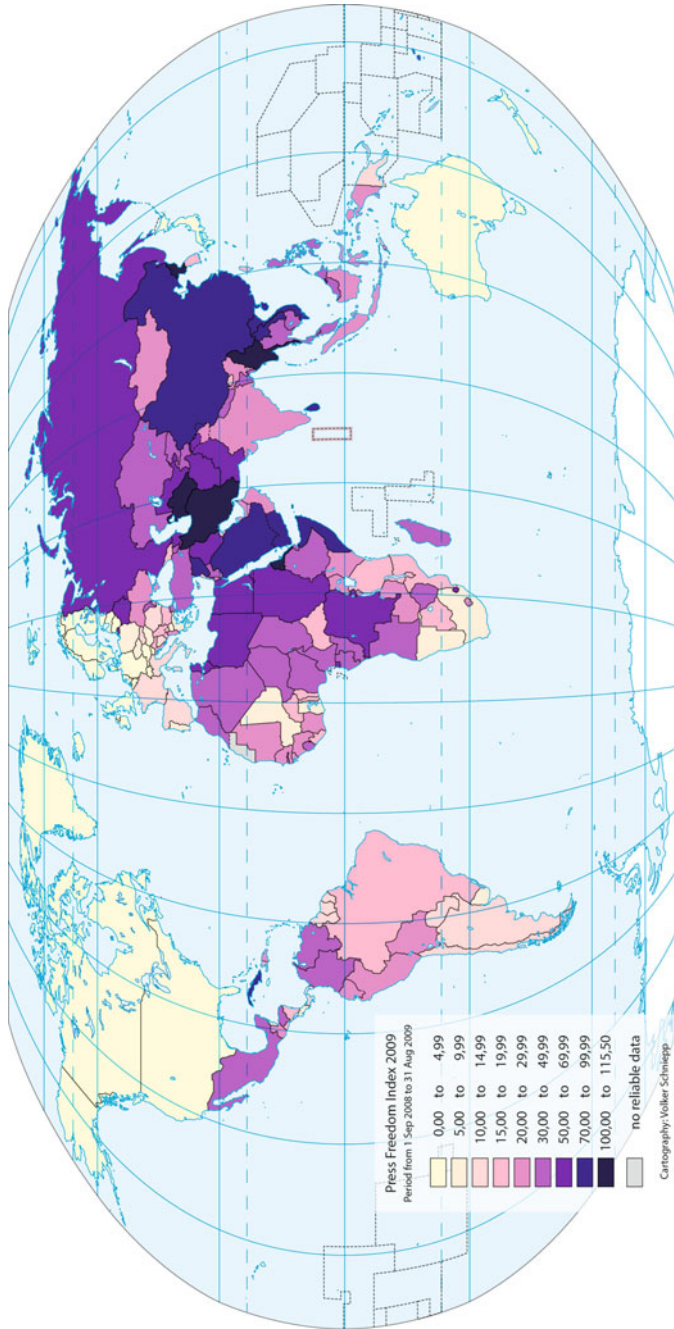 Press Freedom Index 2009
Period from 1 Sep 2008 to 31 Aug 2009
0,00 to 4,99
5,00 to 9,99
10,00 to 14,99
15,00 to 19,99
20,00 to 29,99
30,00 to 49,99
50,00 to 69,99
70,00 to 99,99
100,00 to 115,50
no reliable data
Cartography: Volker Schniepp